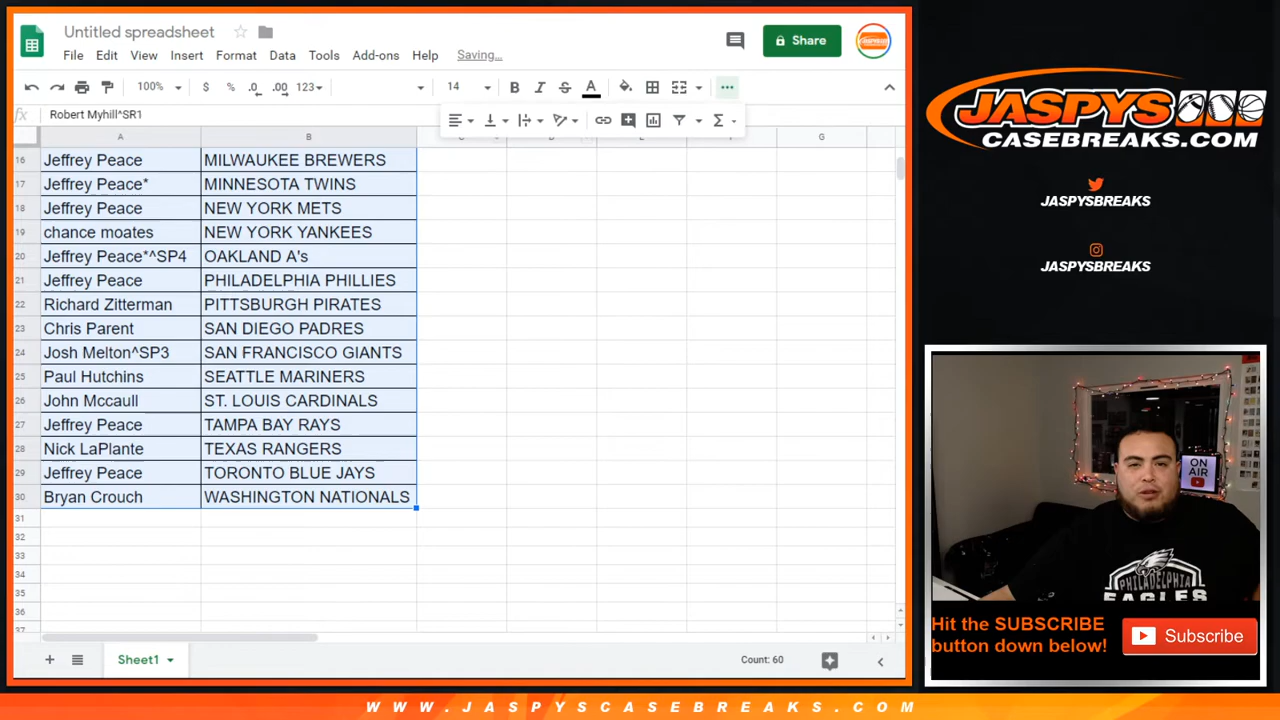 Untitled spreadsheet
File Edit View Insert Format Data Tools Add-ons Help Saving...
Share
100% $ % .0 .00 123 14 B I S A
fx Robert Myhill^SR1
A B G
16 Jeffrey Peace MILWAUKEE BREWERS
17 Jeffrey Peace* MINNESOTA TWINS
18 Jeffrey Peace NEW YORK METS
19 chance moates NEW YORK YANKEES
20 Jeffrey Peace*^SP4 OAKLAND A's
21 Jeffrey Peace PHILADELPHIA PHILLIES
22 Richard Zitterman PITTSBURGH PIRATES
23 Chris Parent SAN DIEGO PADRES
24 Josh Melton^SP3 SAN FRANCISCO GIANTS
25 Paul Hutchins SEATTLE MARINERS
26 John Mccaull ST. LOUIS CARDINALS
27 Jeffrey Peace TAMPA BAY RAYS
28 Nick LaPlante TEXAS RANGERS
29 Jeffrey Peace TORONTO BLUE JAYS
30 Bryan Crouch WASHINGTON NATIONALS
31
32
33
34
35
36
37
Sheet1
Count: 60
JASPYS
CASEBREAKS.COM
JASPYSBREAKS
JASPYSBREAKS
ON
AIR
PHILADELPHIA
EAGLES
Hit the SUBSCRIBE
button down below!
Subscribe
WWW.JASPYSCASEBREAKS.COM